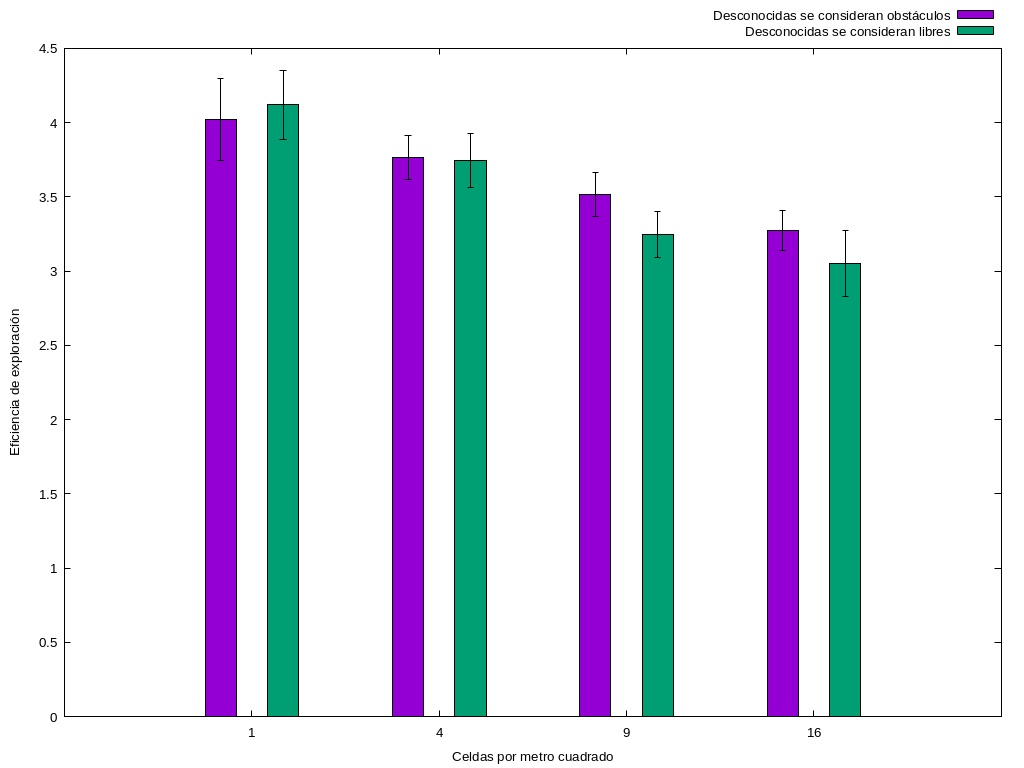 Desconocidas se consideran obstáculos
Desconocidas se consideran libres
4.5
4
3.5
3
2.5
2
1.5
1
0.5
0
Eficiencia de exploración
1 4 9 16
Celdas por metro cuadrado